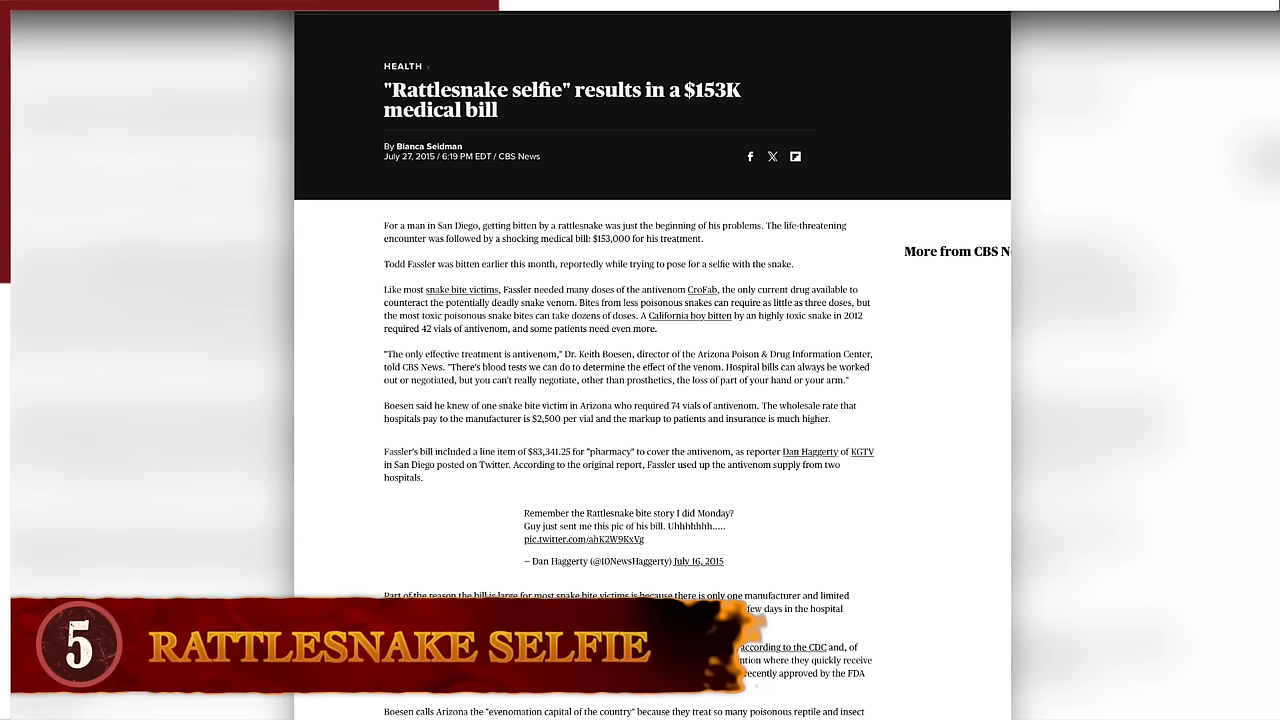 HEALTH ›
"Rattlesnake selfie" results in a $153K
medical bill
By Bianca Seidman
July 27, 2015 / 6:19 PM EDT / CBS News
For a man in San Diego, getting bitten by a rattlesnake was just the beginning of his problems. The life-threatening
encounter was followed by a shocking medical bill: $153,000 for his treatment.
More from CBS N
Todd Fassler was bitten earlier this month, reportedly while trying to pose for a selfie with the snake.
Like most snake bite victims, Fassler needed many doses of the antivenom CroFab, the only current drug available to
counteract the potentially deadly snake venom. Bites from less poisonous snakes can require as little as three doses, but
the most toxic poisonous snake bites can take dozens of doses. A California boy bitten by an highly toxic snake in 2012
required 42 vials of antivenom, and some patients need even more.
"The only effective treatment is antivenom," Dr. Keith Boesen, director of the Arizona Poison & Drug Information Center,
told CBS News. "There's blood tests we can do to determine the effect of the venom. Hospital bills can always be worked
out or negotiated, but you can't really negotiate, other than prosthetics, the loss of part of your hand or your arm."
Boesen said he knew of one snake bite victim in Arizona who required 74 vials of antivenom. The wholesale rate that
hospitals pay to the manufacturer is $2,500 per vial and the markup to patients and insurance is much higher.
Fassler's bill included a line item of $83,341.25 for "pharmacy" to cover the antivenom, as reporter Dan Haggerty of KGTV
in San Diego posted on Twitter. According to the original report, Fassler used up the antivenom supply from two
hospitals.
Remember the Rattlesnake bite story I did Monday?
Guy just sent me this pic of his bill. Uhhhhhhh.....
pic.twitter.com/ahK2W9KxVg
— Dan Haggerty (@10NewsHaggerty) July 16, 2015
Part of the reason the bill is large for most snake bite victims is because there is only one manufacturer and limited
few days in the hospital
according to the CDC and, of
ntion where they quickly receive
recently approved by the FDA
5 RATTLESNAKE SELFIE
Boesen calls Arizona the "evenomation capital of the country" because they treat so many poisonous reptile and insect